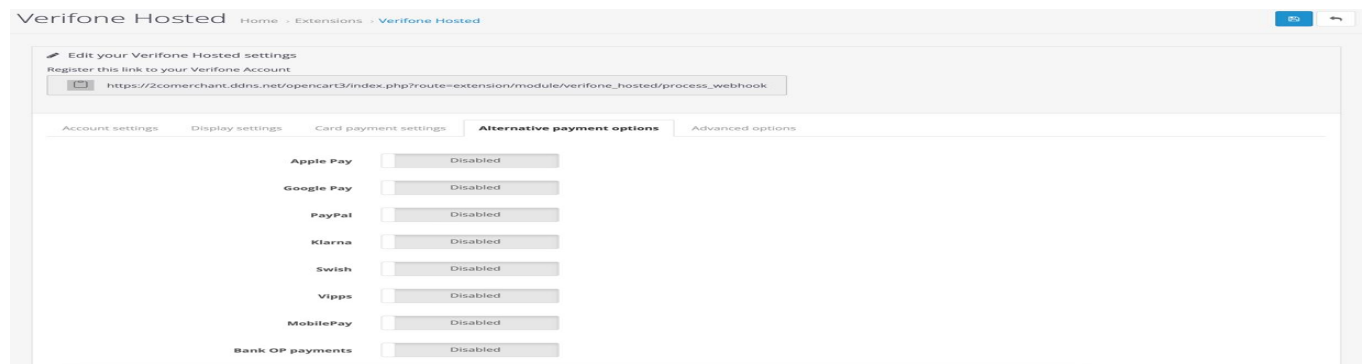 Verifone Hosted Home › Extensions › Verifone Hosted
Edit your Verifone Hosted settings
Register this link to your Verifone Account
https://2comerchant.ddns.net/opencart3/index.php?route=extension/module/verifone_hosted/process_webhook
Account settings Display settings Card payment settings Alternative payment options Advanced options
Apple Pay Disabled
Google Pay Disabled
PayPal Disabled
Klarna Disabled
Swish Disabled
Vipps Disabled
MobilePay Disabled
Bank OP payments Disabled